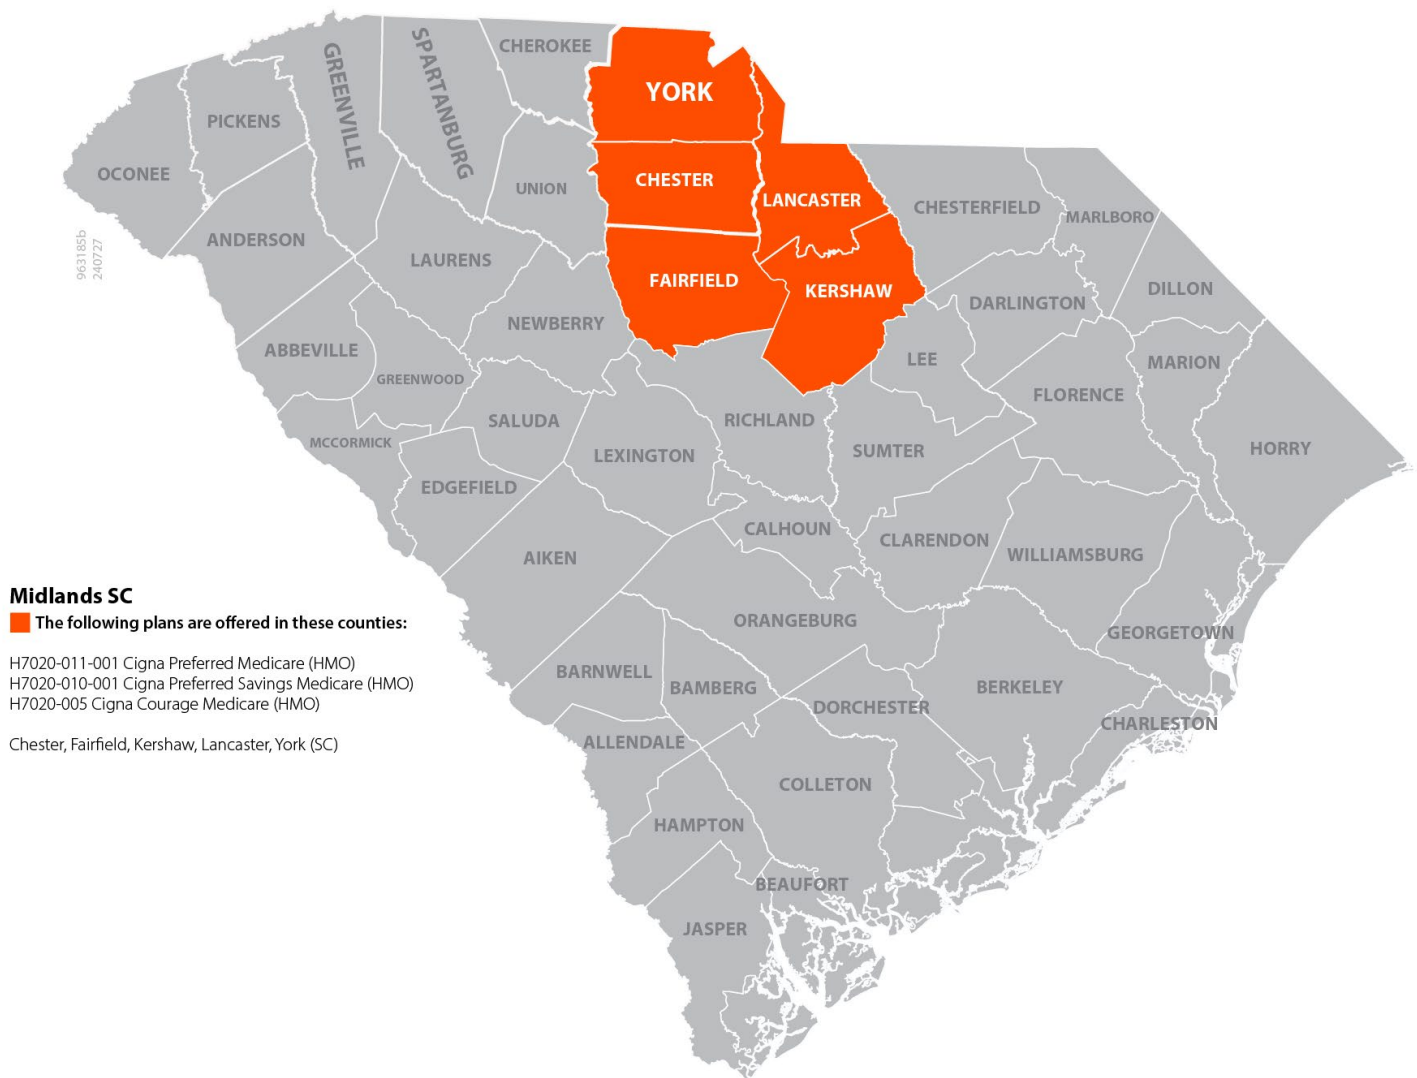 CHEROKEE
SPARTANBURG
GREENVILLE
YORK
PICKENS
OCONEE
UNION
CHESTER
LANCASTER
CHESTERFIELD
MARLBORO
ANDERSON
LAURENS
963185b
240727
FAIRFIELD
KERSHAW
DARLINGTON
DILLON
NEWBERRY
ABBEVILLE
GREENWOOD
LEE
MARION
FLORENCE
SALUDA
RICHLAND
MCCORMICK
LEXINGTON
SUMTER
HORRY
EDGEFIELD
CALHOUN
CLARENDON
WILLIAMSBURG
AIKEN
ORANGEBURG
GEORGETOWN
BARNWELL
BAMBERG
BERKELEY
DORCHESTER
CHARLESTON
ALLENDALE
COLLETON
HAMPTON
BEAUFORT
JASPER
Midlands SC
The following plans are offered in these counties:
H7020-011-001 Cigna Preferred Medicare (HMO)
H7020-010-001 Cigna Preferred Savings Medicare (HMO)
H7020-005 Cigna Courage Medicare (HMO)
Chester, Fairfield, Kershaw, Lancaster, York (SC)